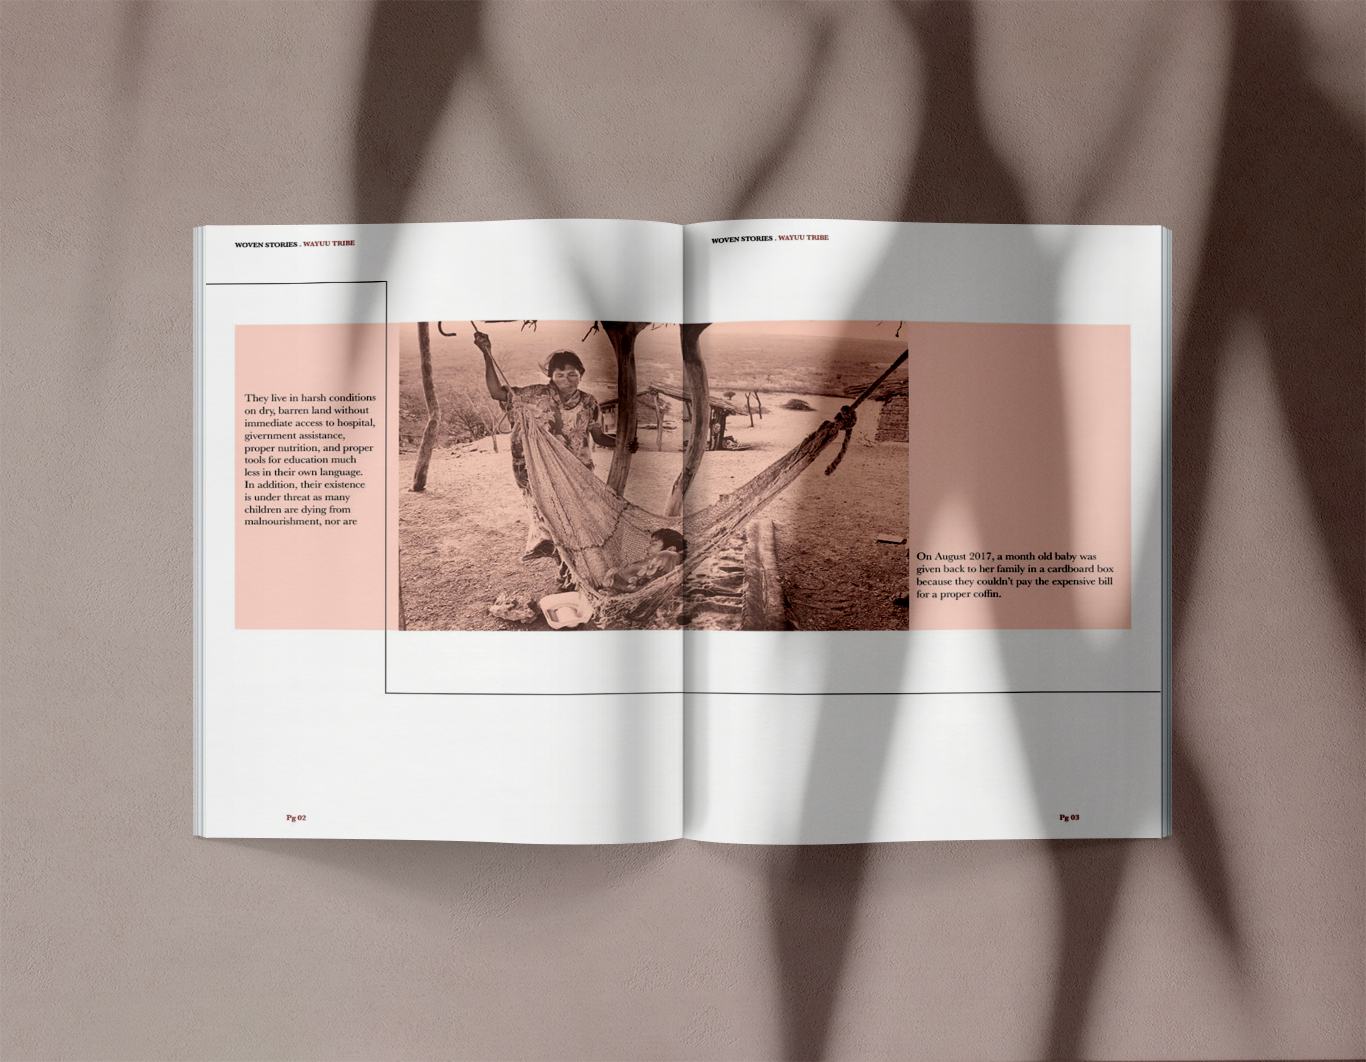 WOVEN STORIES . WAYUU TRIBE
They live in harsh conditions
on dry, barren land without
immediate access to hospital,
givernment assistance,
proper nutrition, and proper
tools for education much
less in their own language.
In addition, their existence
is under threat as many
children are dying from
malnourishment, nor are
Pg 02
WOVEN STORIES . WAYUU TRIBE
On August 2017, a month old baby was
given back to her family in a cardboard box
because they couldn't pay the expensive bill
for a proper coffin.
Pg 03